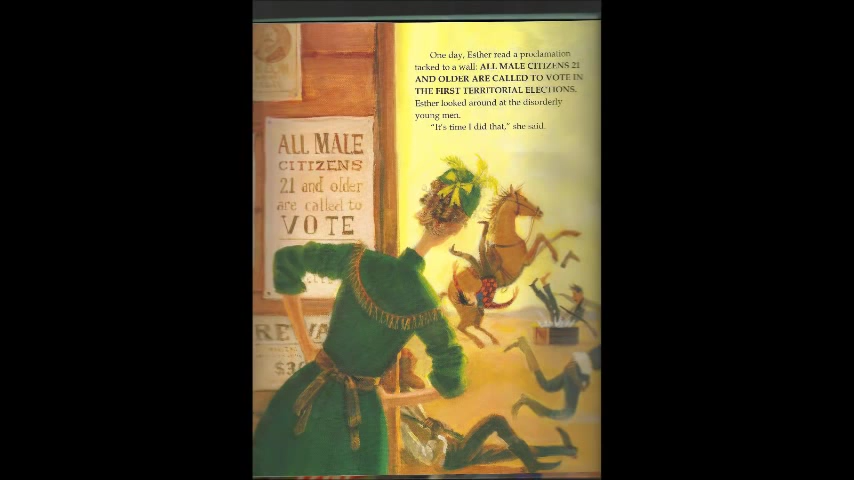 One day, Esther read a proclamation
tacked to a wall: ALL MALE CITIZENS 21
AND OLDER ARE CALLED TO VOTE IN
THE FIRST TERRITORIAL ELECTIONS.
Esther looked around at the disorderly
young men.
"It's time I did that," she said.
ALL MALE
CITIZENS
21 and older
are called to
VOTE
REWA
$30